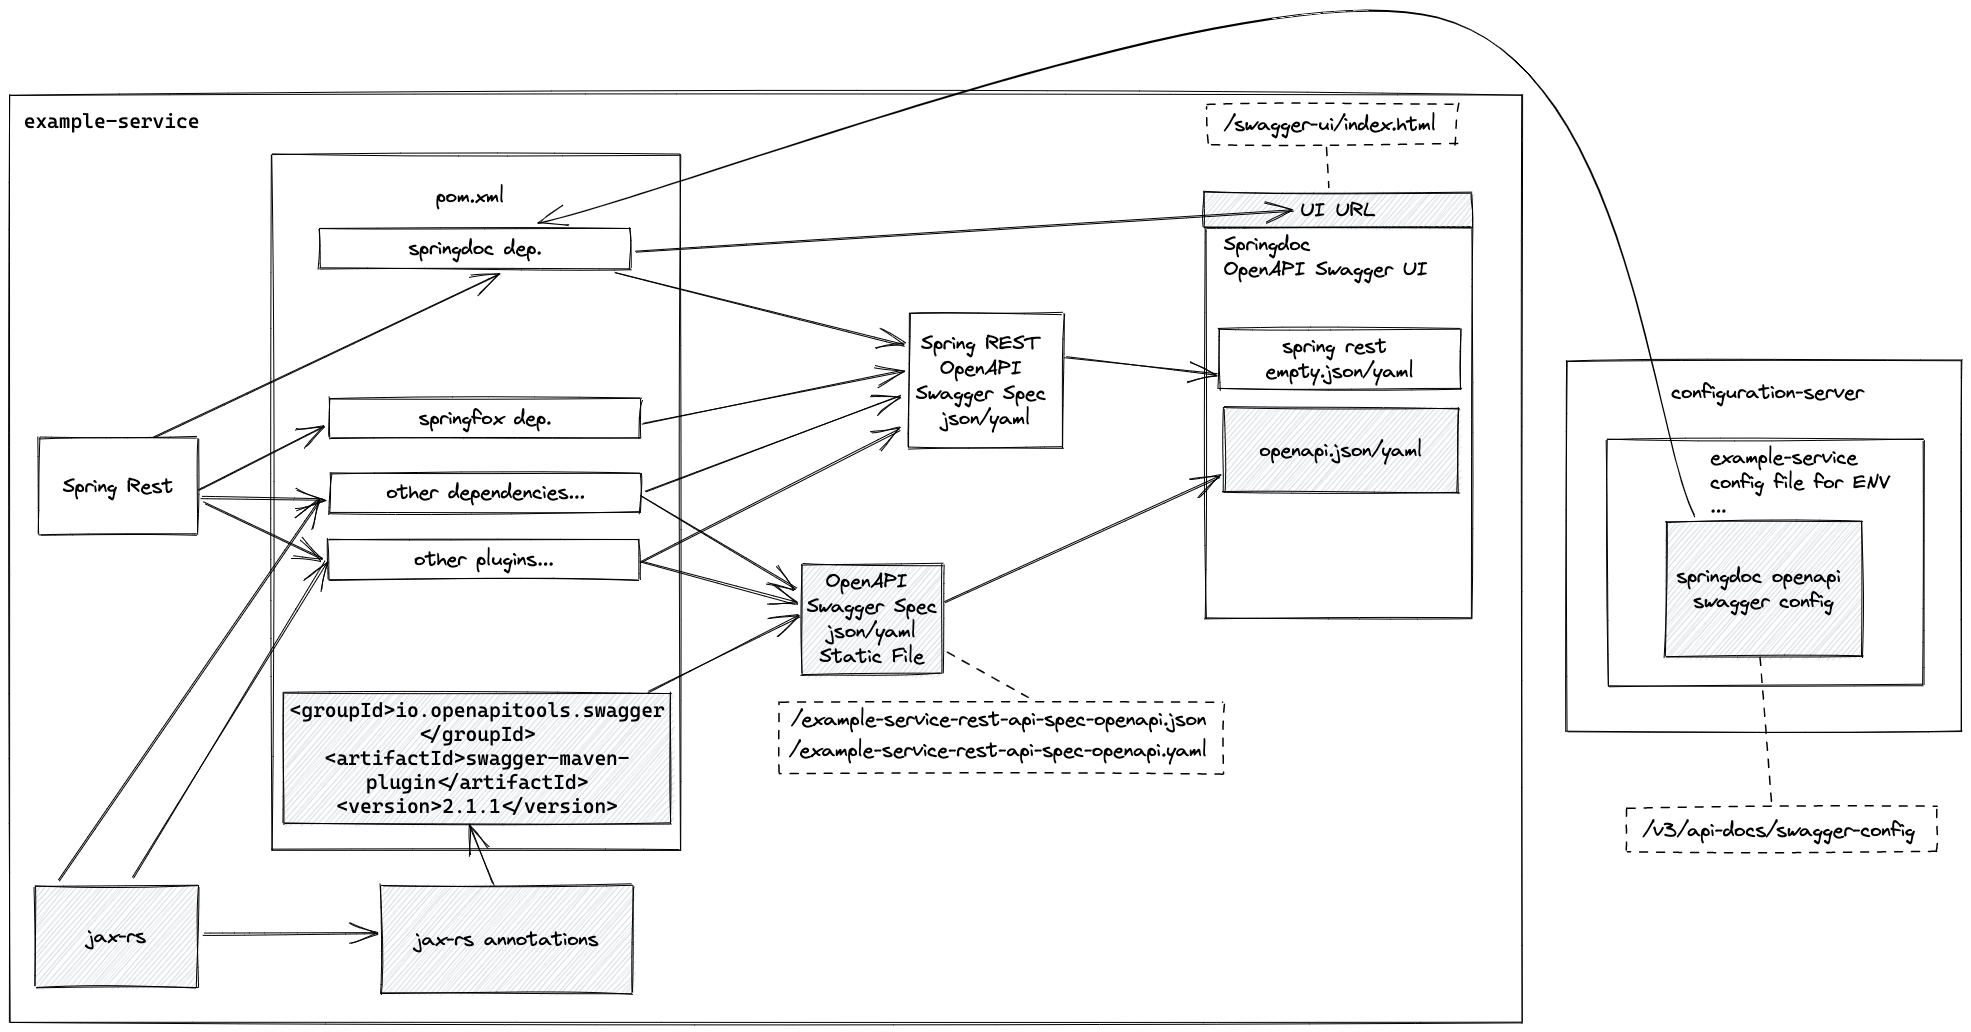 example-service
/swagger-ui/index.html
pom.xml
springdoc dep.
UI URL
Springdoc
OpenAPI Swagger UI
Spring REST
OpenAPI
Swagger Spec
json/yaml
spring rest
empty.json/yaml
springfox dep.
openapi.json/yaml
Spring Rest
other dependencies...
other plugins...
OpenAPI
Swagger Spec
json/yaml
Static File
<groupId>io.openapitools.swagger
</groupId>
<artifactId>swagger-maven-
plugin</artifactId>
<version>2.1.1</version>
/example-service-rest-api-spec-openapi.json
/example-service-rest-api-spec-openapi.yaml
jax-rs
jax-rs annotations
configuration-server
example-service
config file for ENV
...
springdoc openapi
swagger config
/v3/api-docs/swagger-config